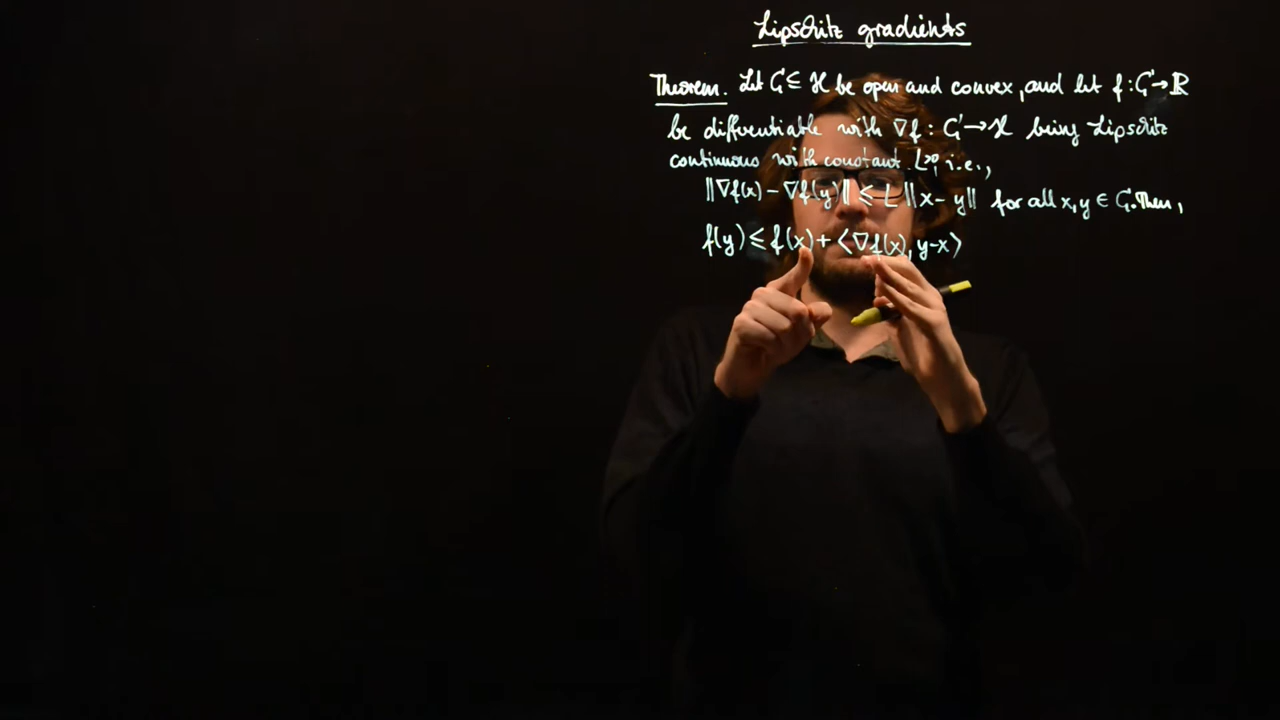 Lipschitz gradients
Theorem. Let G ⊆ ℋ be open and convex, and let f : G → ℝ
be differentiable with ∇f : G → ℋ being Lipschitz
continuous with constant L>0, i.e.,
‖∇f(x) − ∇f(y)‖ ≤ L ‖x − y‖ for all x, y ∈ G. Then,
f(y) ≤ f(x) + ⟨∇f(x), y−x⟩